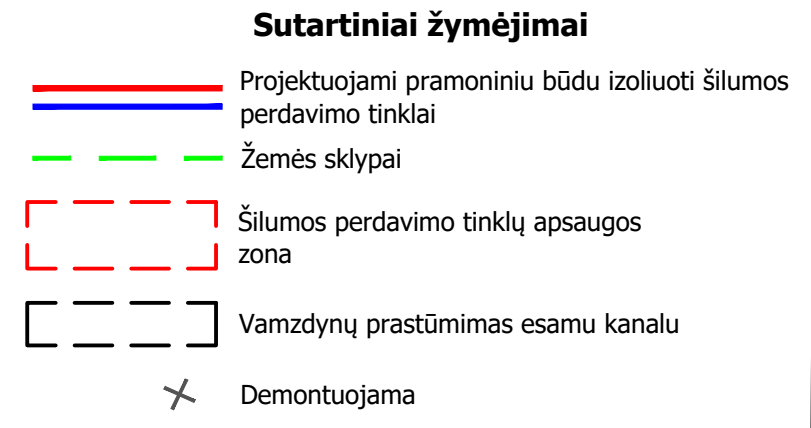 Sutartiniai žymėjimai
Projektuojami pramoniniu būdu izoliuoti šilumos
perdavimo tinklai
Žemės sklypai
Šilumos perdavimo tinklų apsaugos
zona
Vamzdynų prastūmimas esamu kanalu
Demontuojama